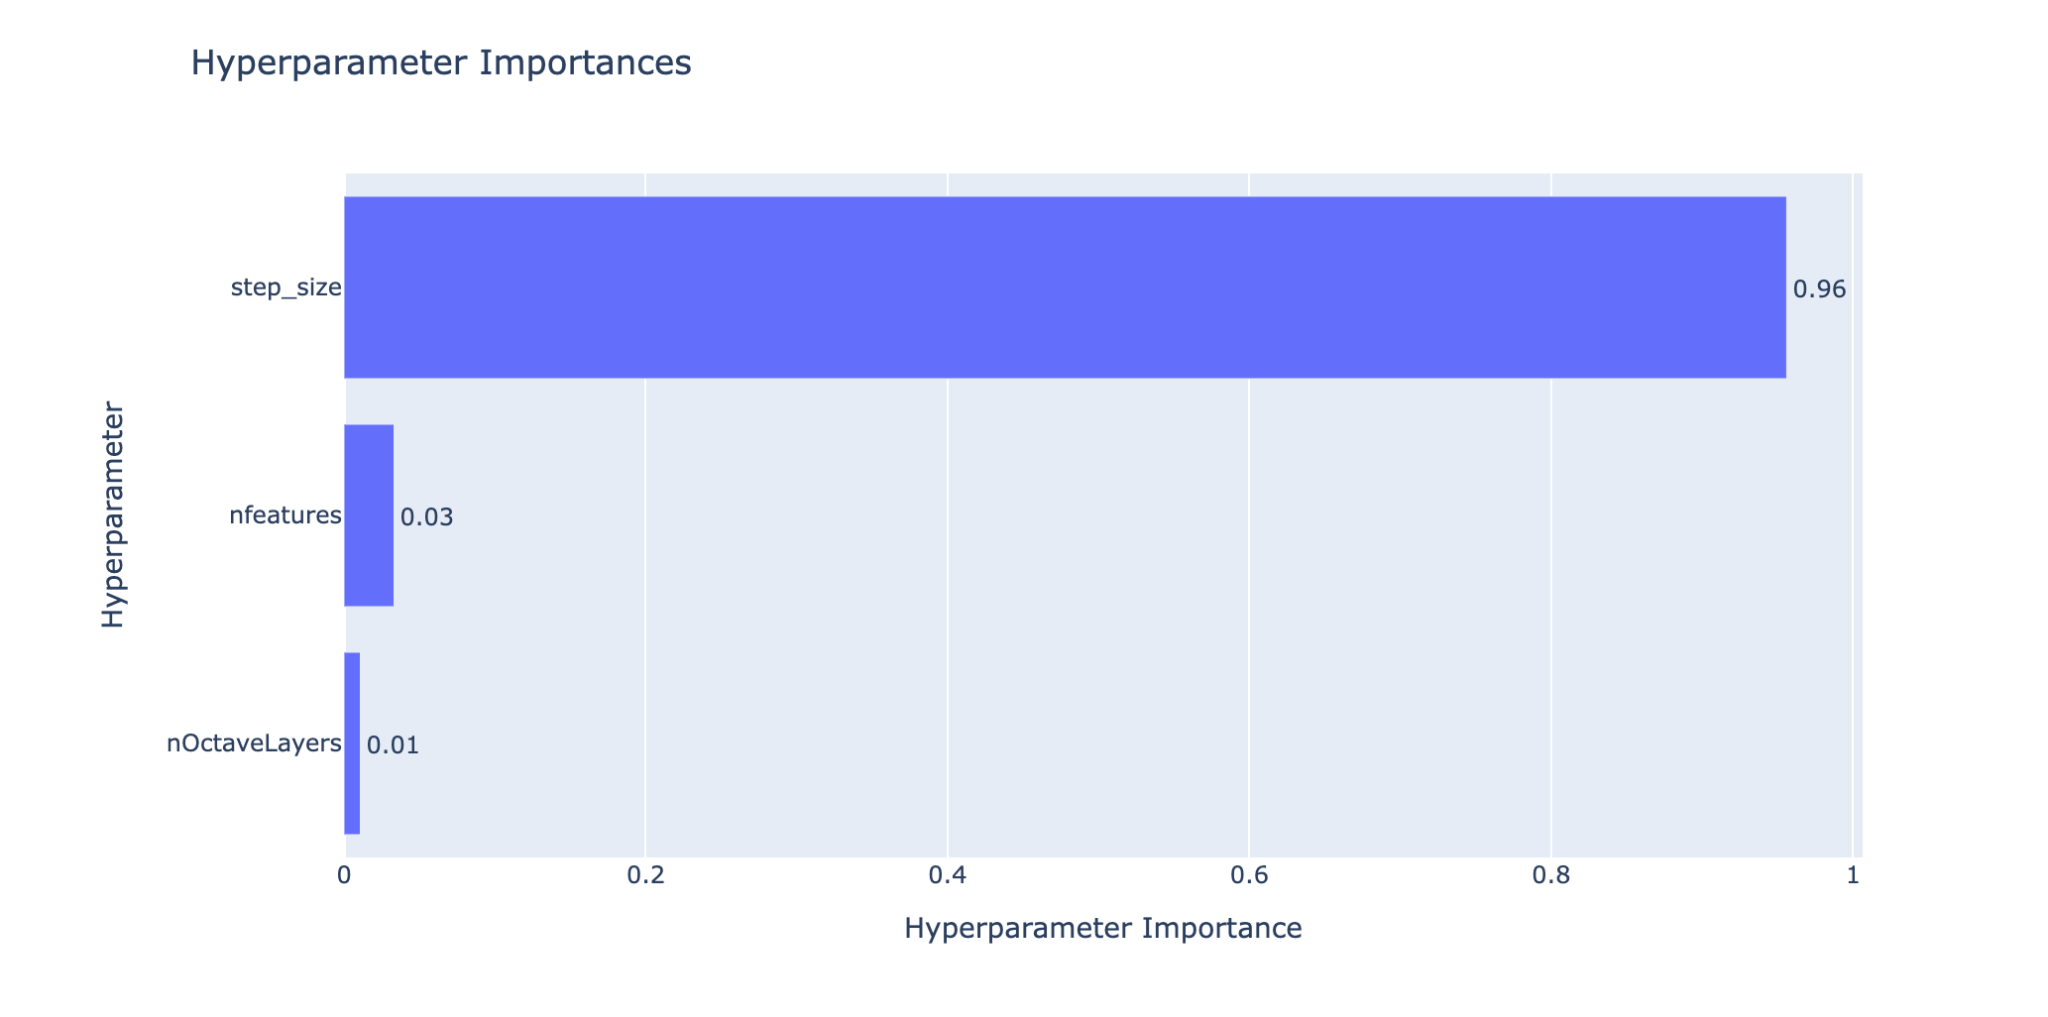 Hyperparameter Importances
Hyperparameter
step_size
0.96
nfeatures
0.03
nOctaveLayers
0.01
0
0.2
0.4
0.6
0.8
1
Hyperparameter Importance